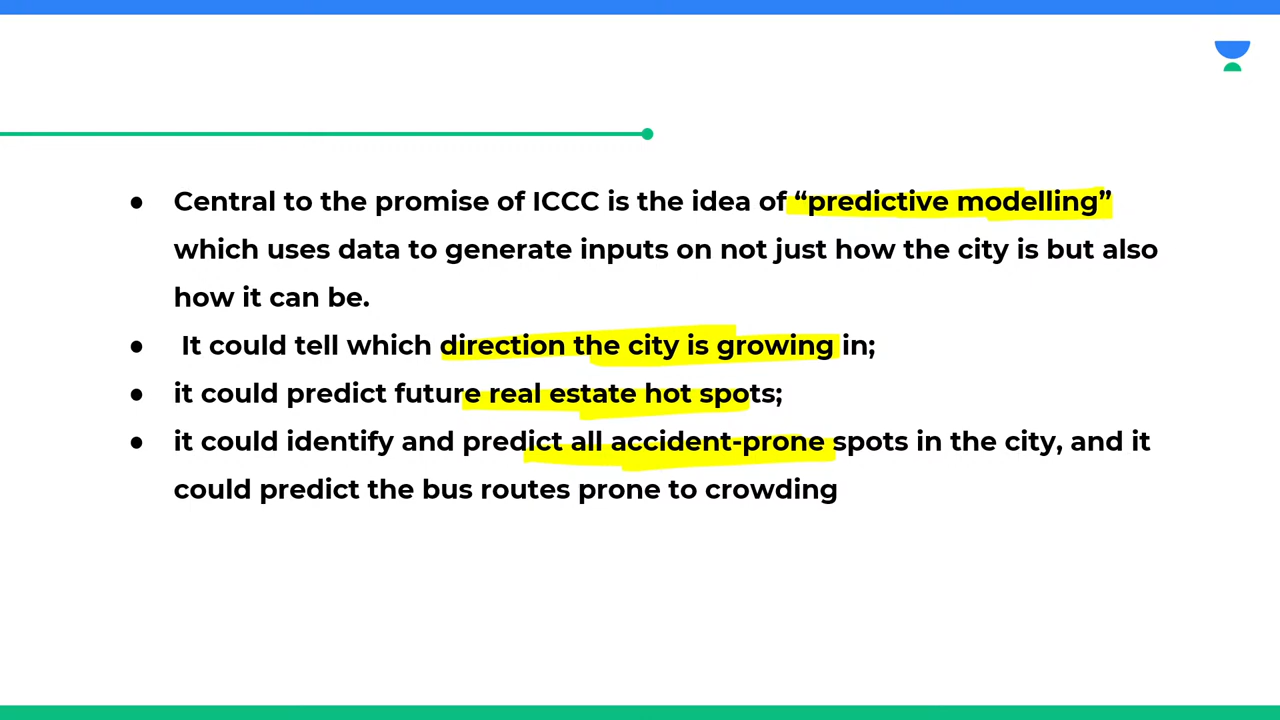 ● Central to the promise of ICCC is the idea of “predictive modelling”
which uses data to generate inputs on not just how the city is but also
how it can be.
● It could tell which direction the city is growing in;
● it could predict future real estate hot spots;
● it could identify and predict all accident-prone spots in the city, and it
could predict the bus routes prone to crowding